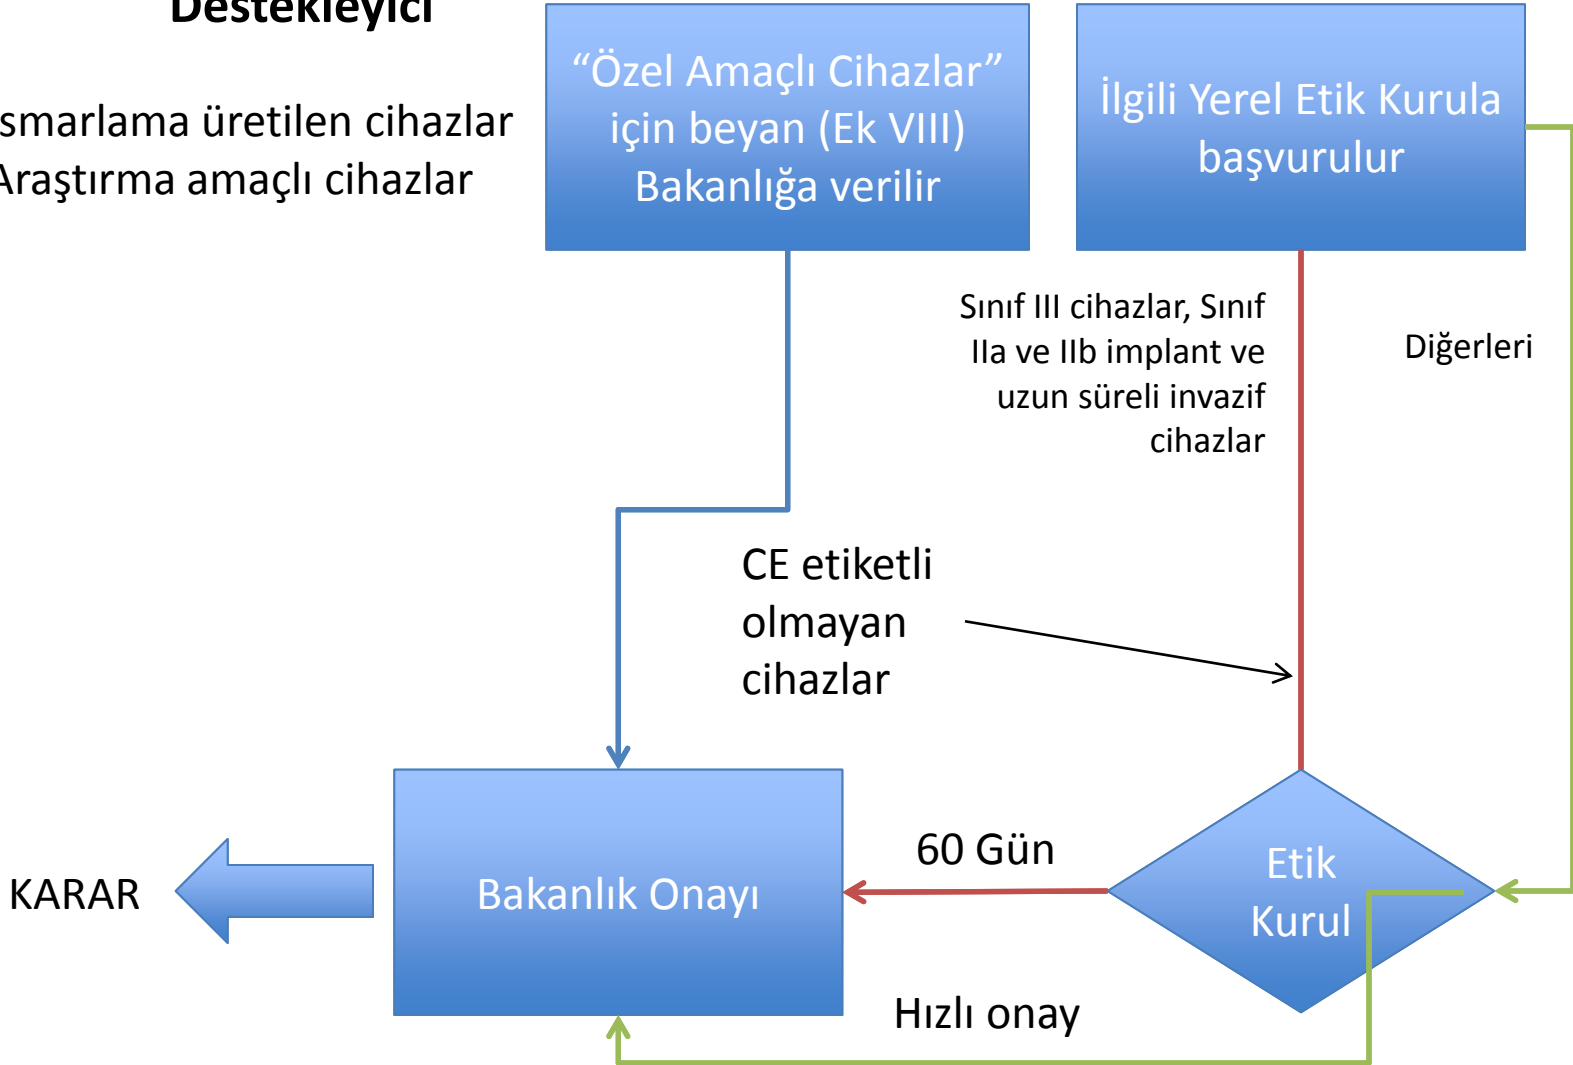 Destekleyici
smarlama üretilen cihazlar
Araştırma amaçlı cihazlar
“Özel Amaçlı Cihazlar”
için beyan (Ek VIII)
Bakanlığa verilir
İlgili Yerel Etik Kurula
başvurulur
Sınıf III cihazlar, Sınıf
IIa ve IIb implant ve
uzun süreli invazif
cihazlar
Diğerleri
CE etiketli
olmayan
cihazlar
60 Gün
Etik
Kurul
Bakanlık Onayı
KARAR
Hızlı onay